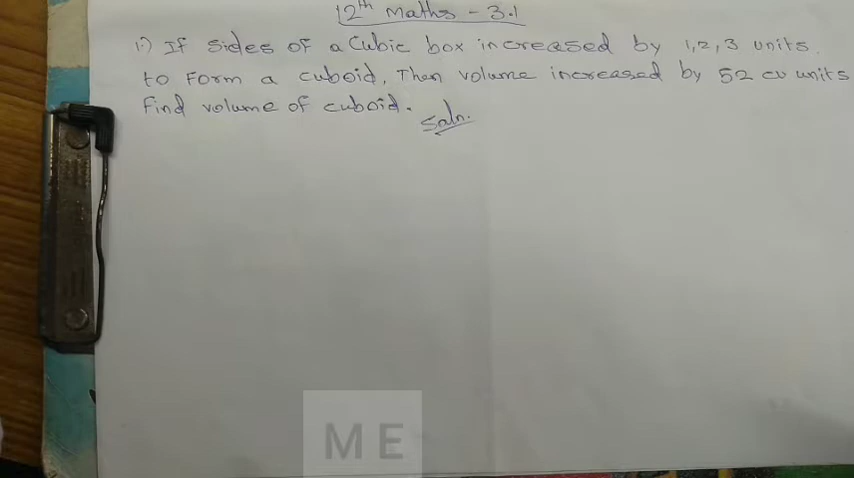 12th Maths - 3.1
1.) If sides of a cubic box increased by 1,2,3 units.
to form a cuboid, Then volume increased by 52 cu units
Find volume of cuboid.
Soln.
ME